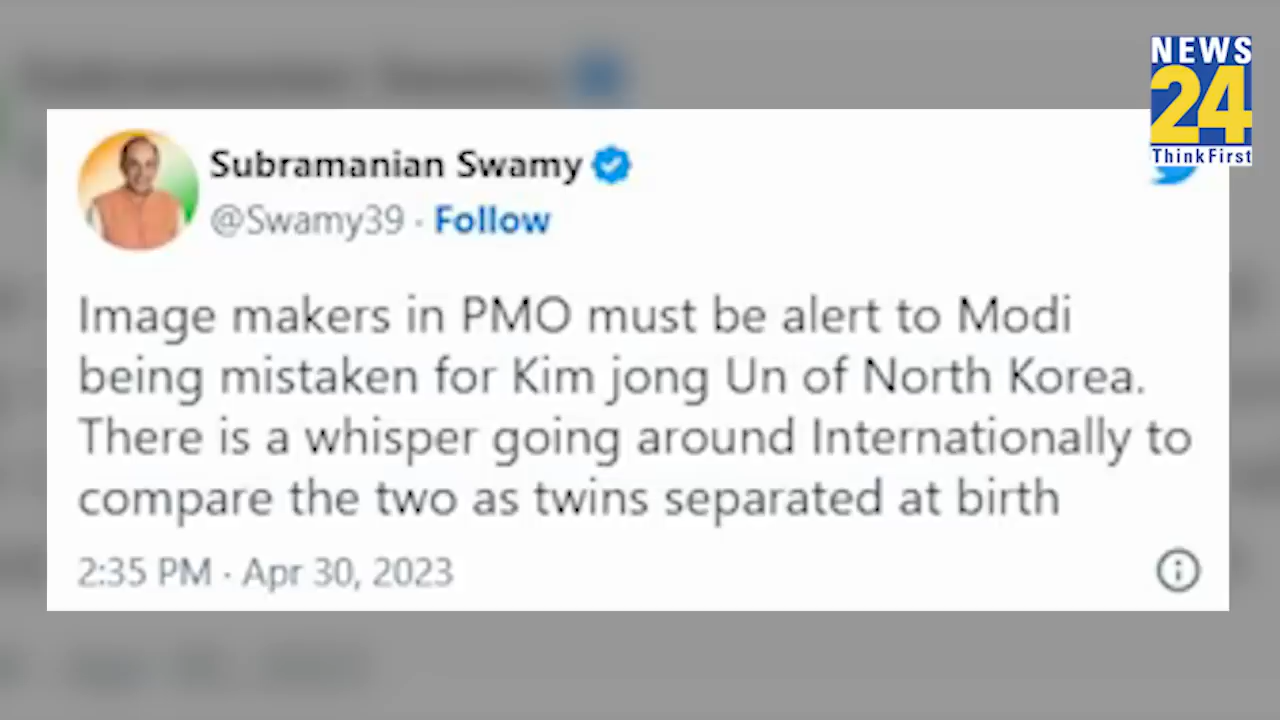 NEWS
24
ThinkFirst
Subramanian Swamy
@Swamy39 · Follow
Image makers in PMO must be alert to Modi
being mistaken for Kim jong Un of North Korea.
There is a whisper going around Internationally to
compare the two as twins separated at birth
2:35 PM · Apr 30, 2023